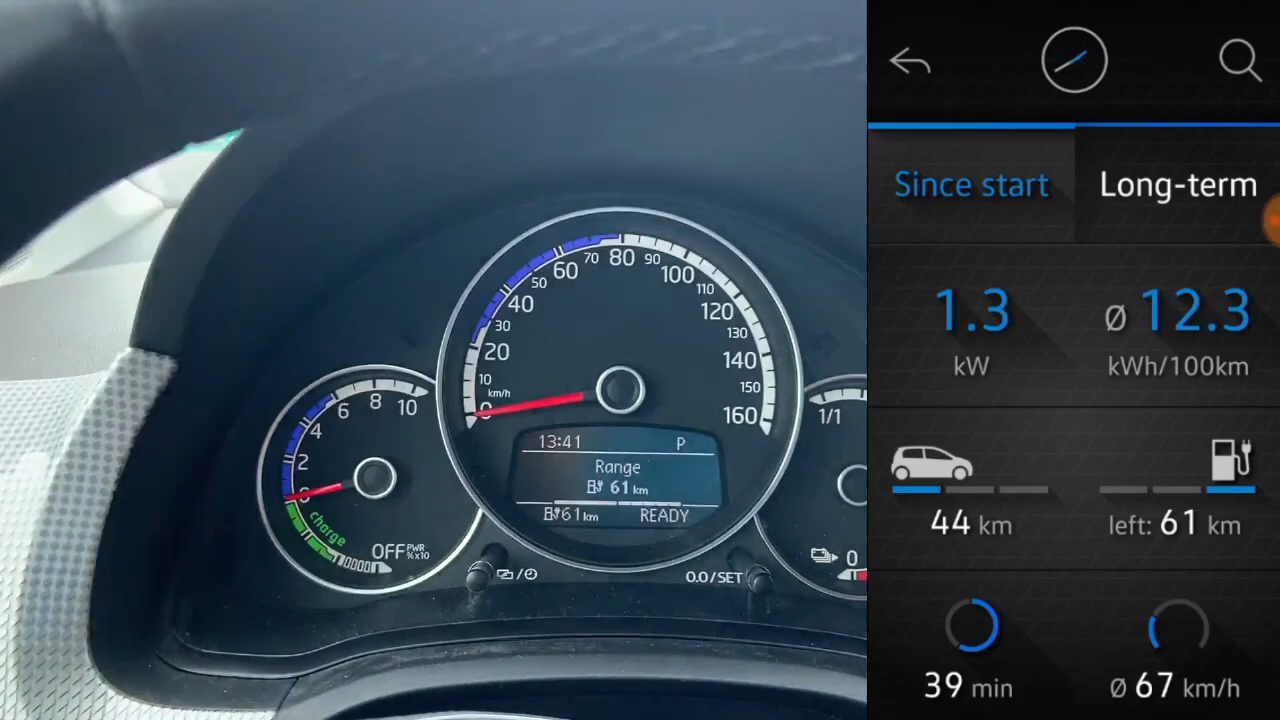 10
20
30
40
50
60
70
80
90
100
110
120
130
140
150
160
0
km/h
13:41 P
Range
61 km
61 km READY
0
2
4
6
8
10
charge
OFF PWR
%x10
0.0/SET
1/1
0
Since start Long-term
1.3 ø 12.3
kW kWh/100km
44 km left: 61 km
39 min Ø 67 km/h